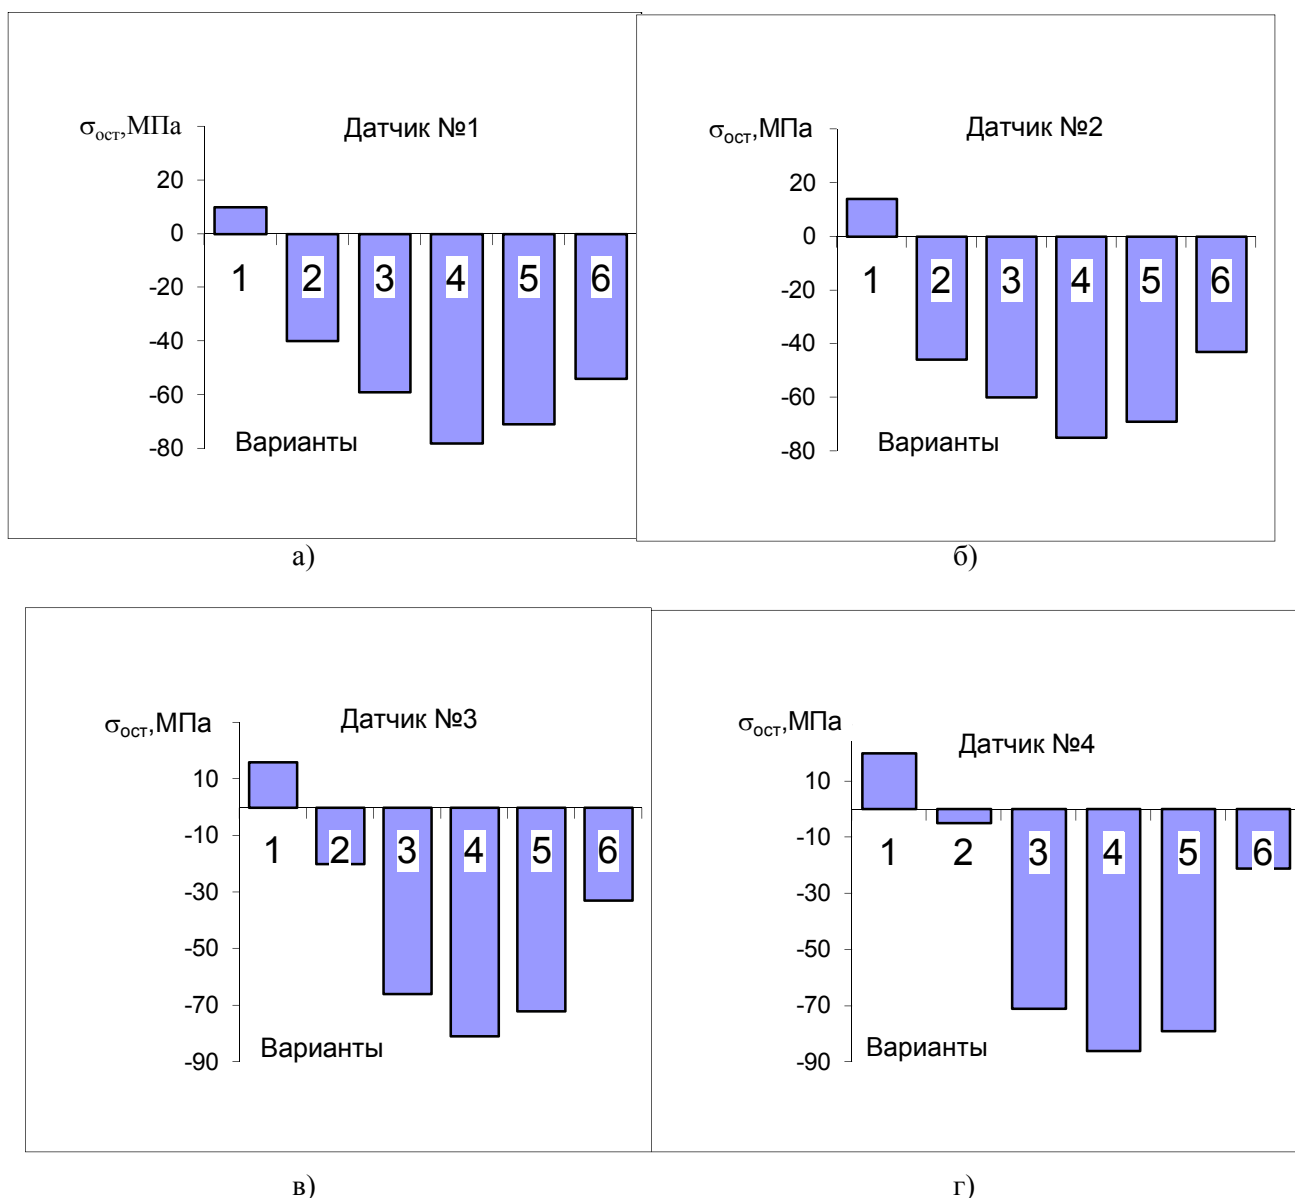 σост,МПа
Датчик №1
20
0
-20
-40
-60
-80
1 2 3 4 5 6
Варианты
а)
σост,МПа
Датчик №2
20
0
-20
-40
-60
-80
1 2 3 4 5 6
Варианты
б)
σост,МПа
Датчик №3
10
-10
-30
-50
-70
-90
1 2 3 4 5 6
Варианты
в)
σост,МПа
Датчик №4
10
-10
-30
-50
-70
-90
1 2 3 4 5 6
Варианты
г)